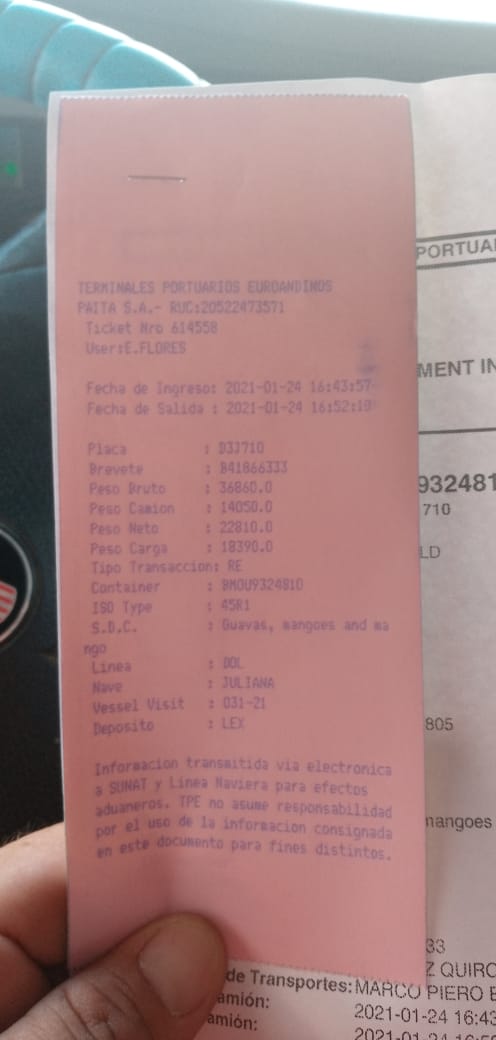 TERMINALES PORTUARIOS EUROANDINOS
PAITA S.A.- RUC:20522473571
Ticket Nro 614558
User:E.FLORES
Fecha de Ingreso: 2021-01-24 16:43:57
Fecha de Salida : 2021-01-24 16:52:19
Placa : D3J710
Brevete : B41866333
Peso Bruto : 36860.0
Peso Camion : 14050.0
Peso Neto : 22810.0
Peso Carga : 18390.0
Tipo Transaccion: RE
Container : BMOU9324810
ISO Type : 45R1
S.D.C. : Guavas, mangoes and ma
ngo
Linea : DOL
Nave : JULIANA
Vessel Visit : 031-21
Deposito : LEX
Informacion transmitida via electronica
a SUNAT y Linea Naviera para efectos
aduaneros. TPE no asume responsabilidad
por el uso de la informacion consignada
en este documento para fines distintos.
PORTUA
MENT IN
932481
710
LD
805
mangoes
33
Z QUIRO
de Transportes: MARCO PIERO E
amión: 2021-01-24 16:43
amión: